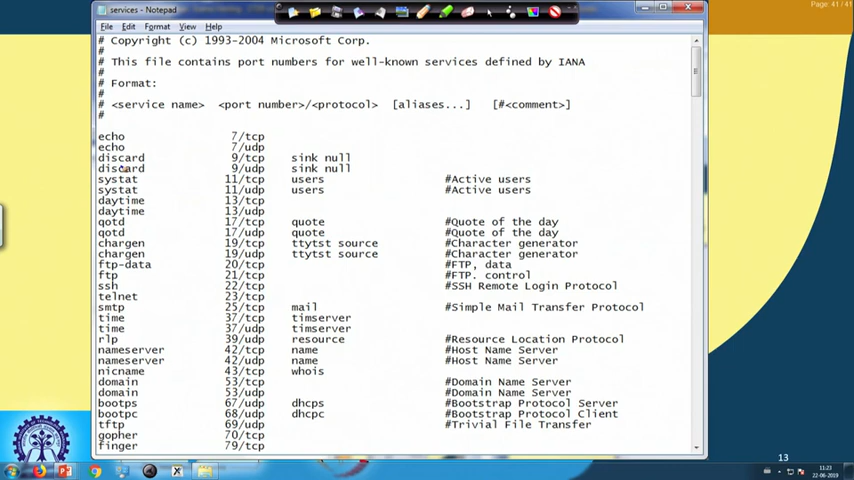 Page: 41 / 41
services - Notepad
File Edit Format View Help
# Copyright (c) 1993-2004 Microsoft Corp.
#
# This file contains port numbers for well-known services defined by IANA
#
# Format:
#
# <service name> <port number>/<protocol> [aliases...] [#<comment>]
#
echo 7/tcp
echo 7/udp
discard 9/tcp sink null
discard 9/udp sink null
systat 11/tcp users #Active users
systat 11/udp users #Active users
daytime 13/tcp
daytime 13/udp
qotd 17/tcp quote #Quote of the day
qotd 17/udp quote #Quote of the day
chargen 19/tcp ttytst source #Character generator
chargen 19/udp ttytst source #Character generator
ftp-data 20/tcp #FTP, data
ftp 21/tcp #FTP. control
ssh 22/tcp #SSH Remote Login Protocol
telnet 23/tcp
smtp 25/tcp mail #Simple Mail Transfer Protocol
time 37/tcp timserver
time 37/udp timserver
rlp 39/udp resource #Resource Location Protocol
nameserver 42/tcp name #Host Name Server
nameserver 42/udp name #Host Name Server
nicname 43/tcp whois
domain 53/tcp #Domain Name Server
domain 53/udp #Domain Name Server
bootps 67/udp dhcps #Bootstrap Protocol Server
bootpc 68/udp dhcpc #Bootstrap Protocol Client
tftp 69/udp #Trivial File Transfer
gopher 70/tcp
finger 79/tcp
13
11:23
22-06-2019